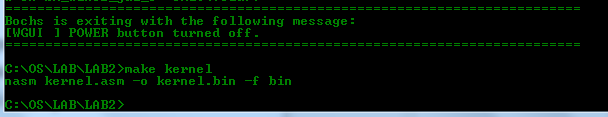 ================================================================================
Bochs is exiting with the following message:
[WGUI ] POWER button turned off.
================================================================================
C:\OS\LAB\LAB2>make kernel
nasm kernel.asm -o kernel.bin -f bin
C:\OS\LAB\LAB2>